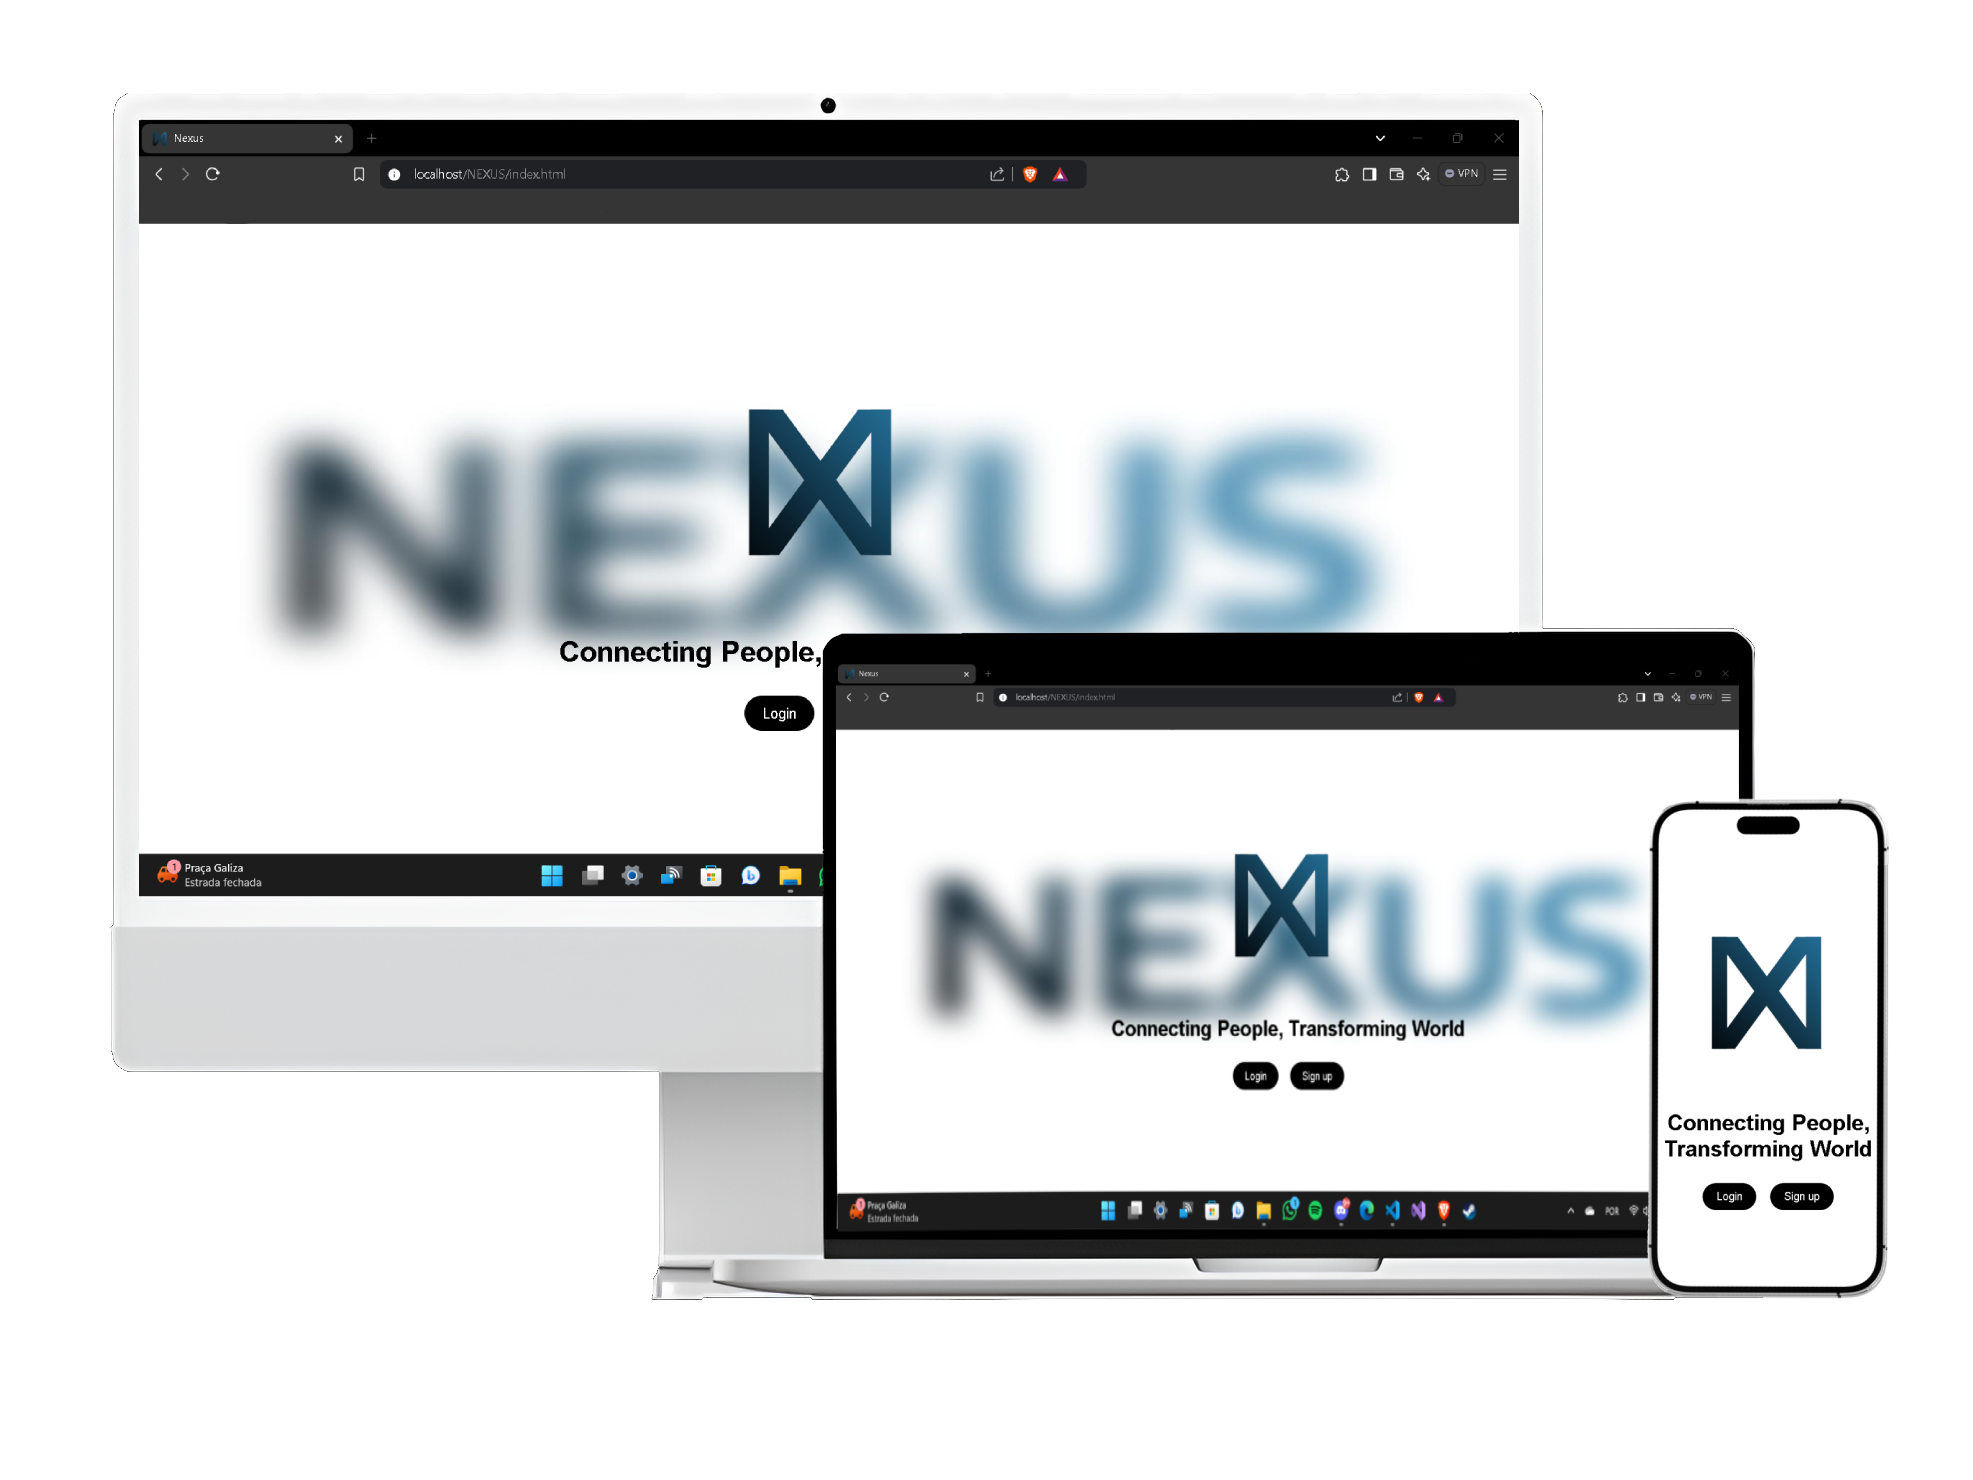 Nexus
localhost/NEXUS/index.html
VPN
NEXUS
Connecting People,
Login
1 Praça Galiza
Estrada fechada
Nexus
localhost/NEXUS/index.html
VPN
NEXUS
Connecting People, Transforming World
Login Sign up
1 Praça Galiza
Estrada fechada
POR
Connecting People,
Transforming World
Login Sign up